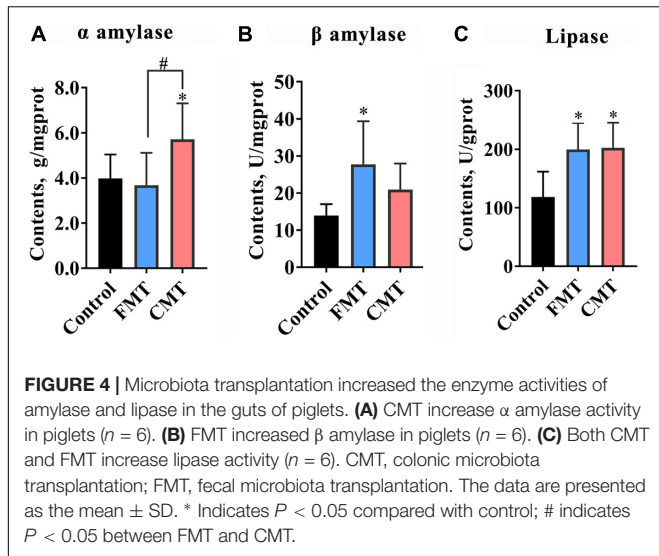 A α amylase
B β amylase
C Lipase
Contents, g/mgprot
8.0
6.0
4.0
2.0
0.0
#
*
Control
FMT
CMT
Contents, U/mgprot
50
40
30
20
10
0
*
Control
FMT
CMT
Contents, U/gprot
300
200
100
0
*
*
Control
FMT
CMT
FIGURE 4 | Microbiota transplantation increased the enzyme activities of
amylase and lipase in the guts of piglets. (A) CMT increase α amylase activity
in piglets (n = 6). (B) FMT increased β amylase in piglets (n = 6). (C) Both CMT
and FMT increase lipase activity (n = 6). CMT, colonic microbiota
transplantation; FMT, fecal microbiota transplantation. The data are presented
as the mean ± SD. * Indicates P < 0.05 compared with control; # indicates
P < 0.05 between FMT and CMT.